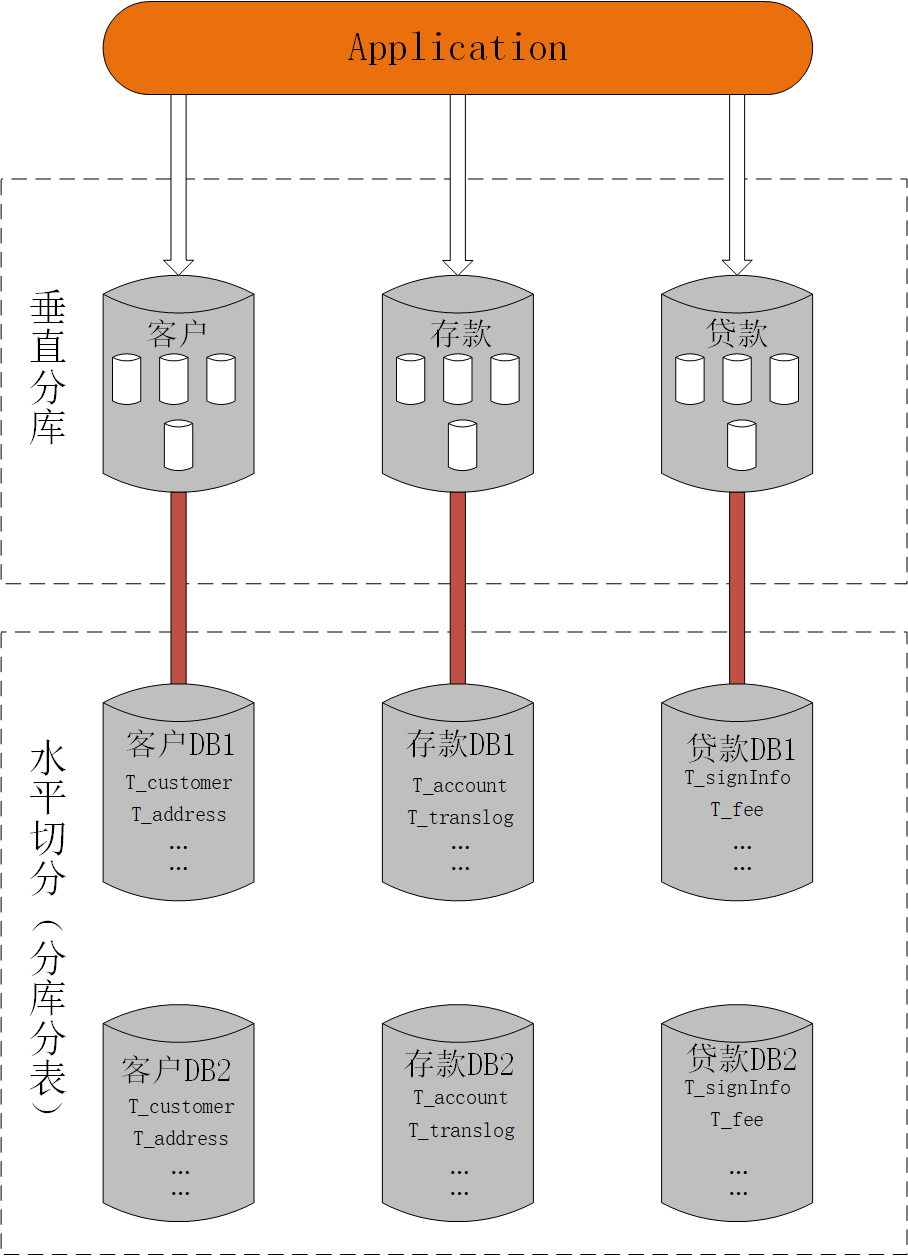 Application
垂直分库
客户
存款
贷款
水平切分（分库分表）
客户DB1
T_customer
T_address
...
...
存款DB1
T_account
T_translog
...
...
贷款DB1
T_signInfo
T_fee
...
...
客户DB2
T_customer
T_address
...
...
存款DB2
T_account
T_translog
...
...
贷款DB2
T_signInfo
T_fee
...
...